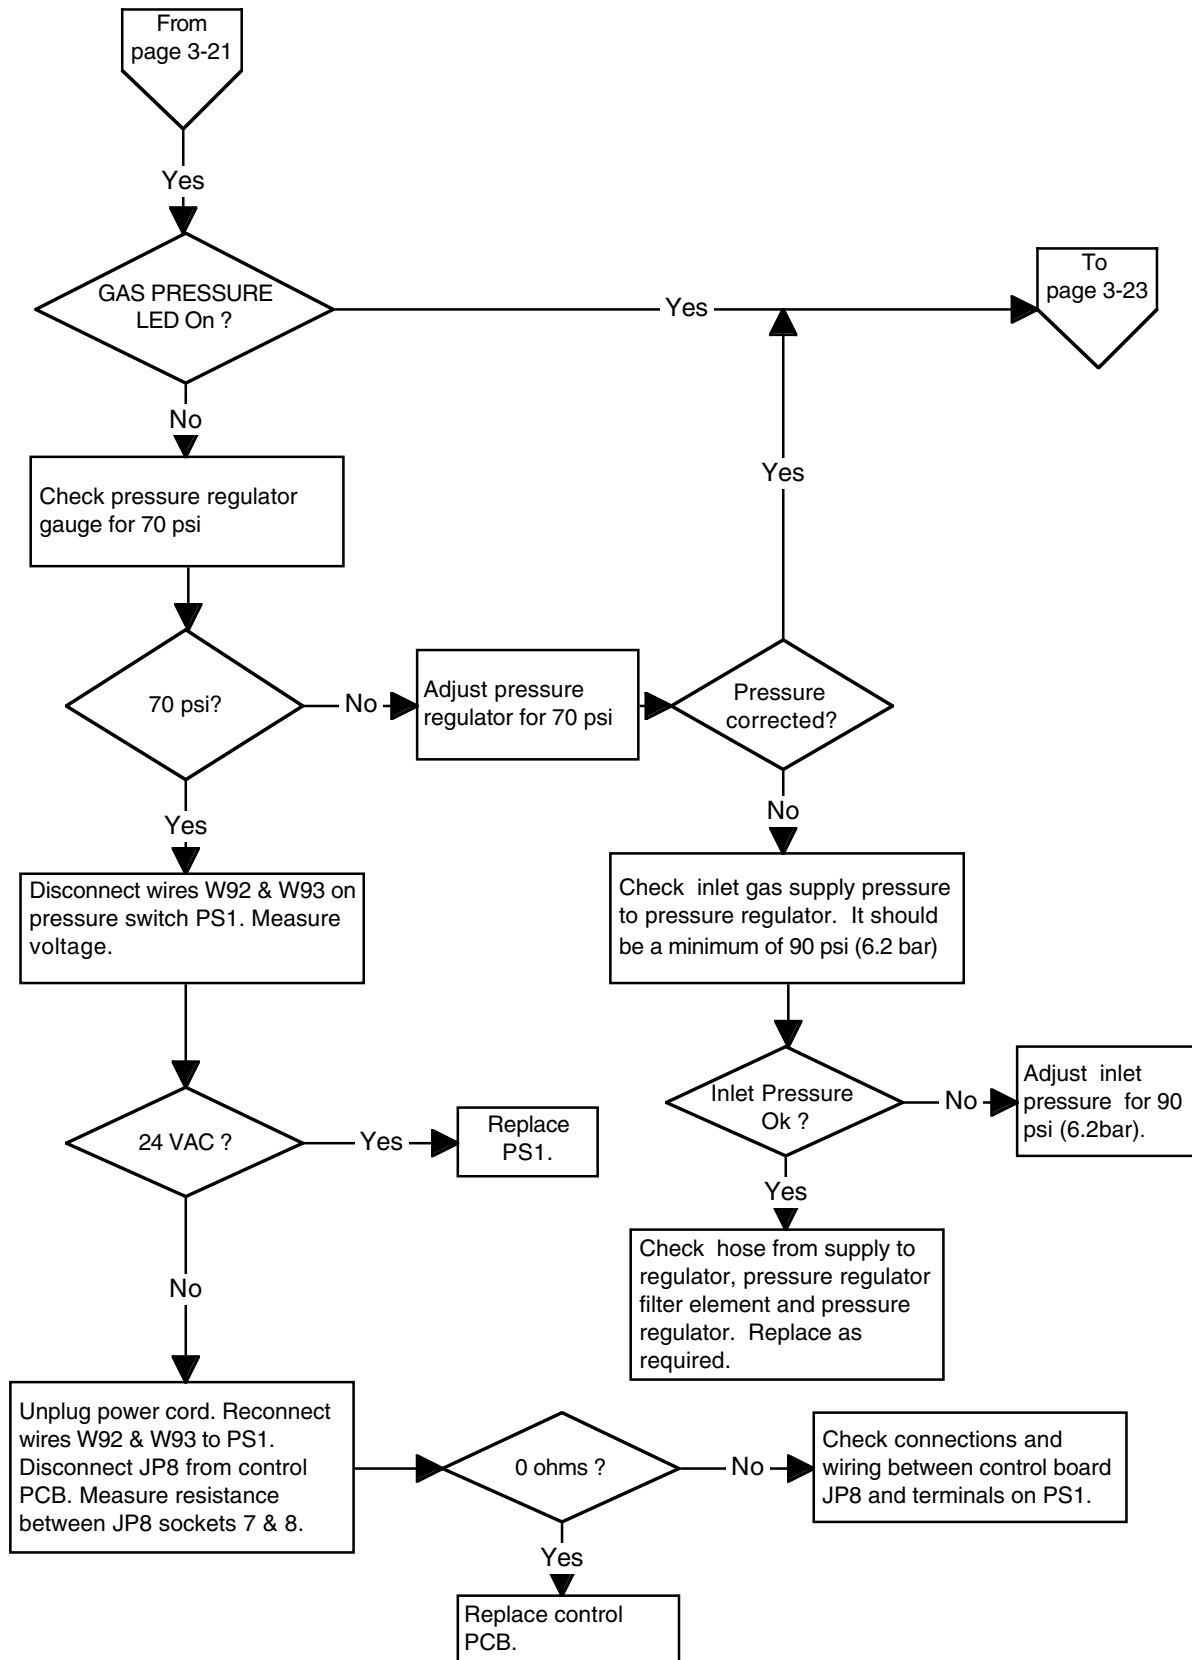 From
page 3-21
Yes
GAS PRESSURE
LED On ?
Yes
To
page 3-23
No
Check pressure regulator
gauge for 70 psi
Yes
70 psi?
No
Adjust pressure
regulator for 70 psi
Pressure
corrected?
Yes
No
Disconnect wires W92 & W93 on
pressure switch PS1. Measure
voltage.
Check inlet gas supply pressure
to pressure regulator. It should
be a minimum of 90 psi (6.2 bar)
24 VAC ?
Yes
Replace
PS1.
Inlet Pressure
Ok ?
No
Adjust inlet
pressure for 90
psi (6.2bar).
Yes
Check hose from supply to
regulator, pressure regulator
filter element and pressure
regulator. Replace as
required.
No
Unplug power cord. Reconnect
wires W92 & W93 to PS1.
Disconnect JP8 from control
PCB. Measure resistance
between JP8 sockets 7 & 8.
0 ohms ?
No
Check connections and
wiring between control board
JP8 and terminals on PS1.
Yes
Replace control
PCB.